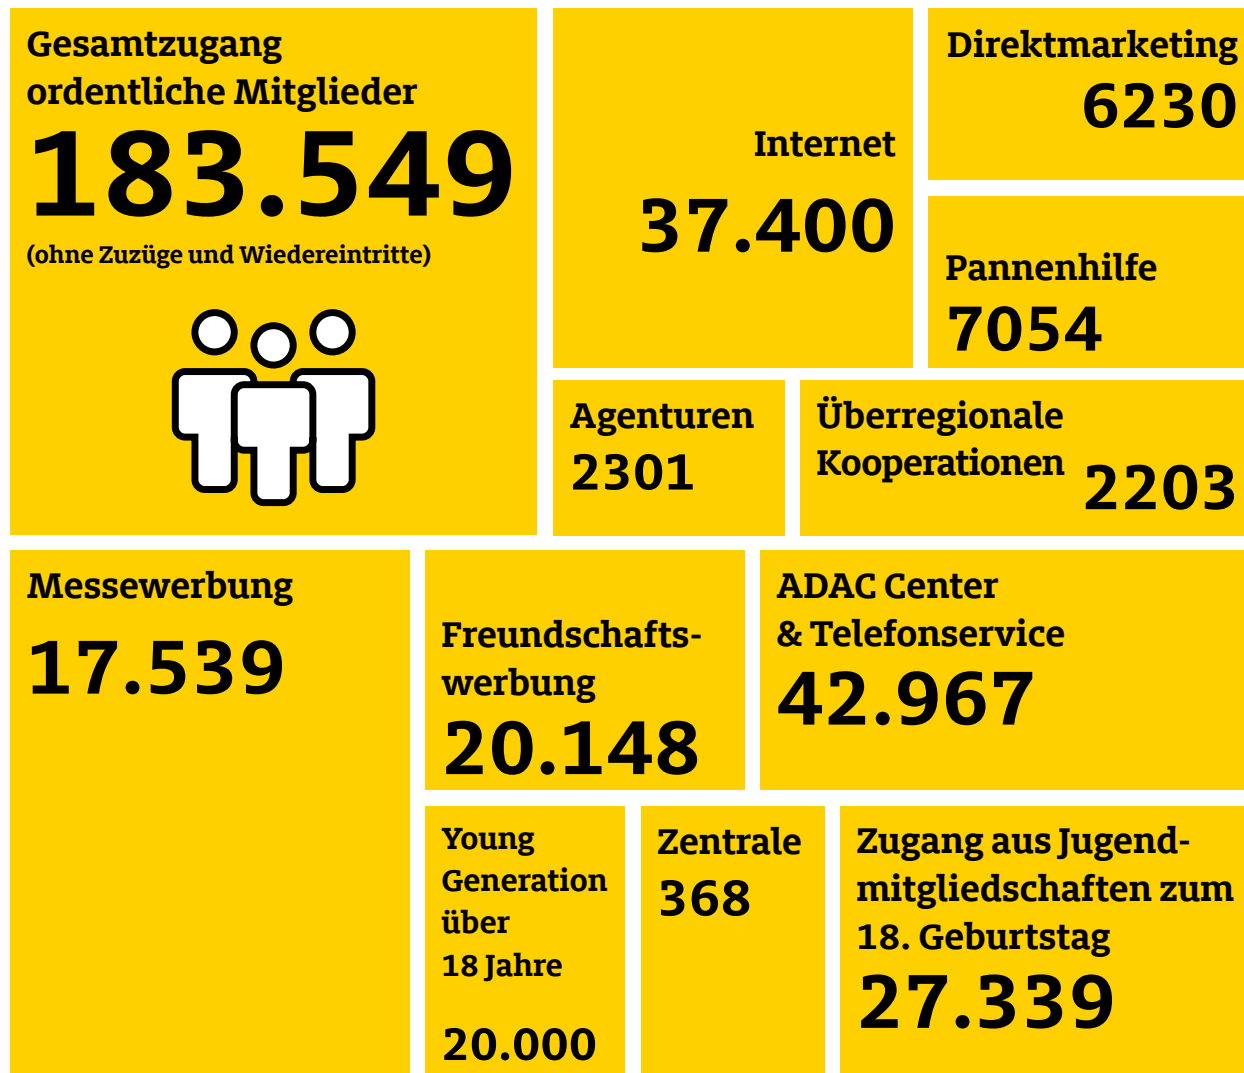 Gesamtzugang
ordentliche Mitglieder
183.549
(ohne Zuzüge und Wiedereintritte)
Internet
37.400
Direktmarketing
6230
Pannenhilfe
7054
Agenturen
2301
Überregionale
Kooperationen
2203
Messewerbung
17.539
Freundschafts-
werbung
20.148
ADAC Center
& Telefonservice
42.967
Young
Generation
über
18 Jahre
20.000
Zentrale
368
Zugang aus Jugend-
mitgliedschaften zum
18. Geburtstag
27.339